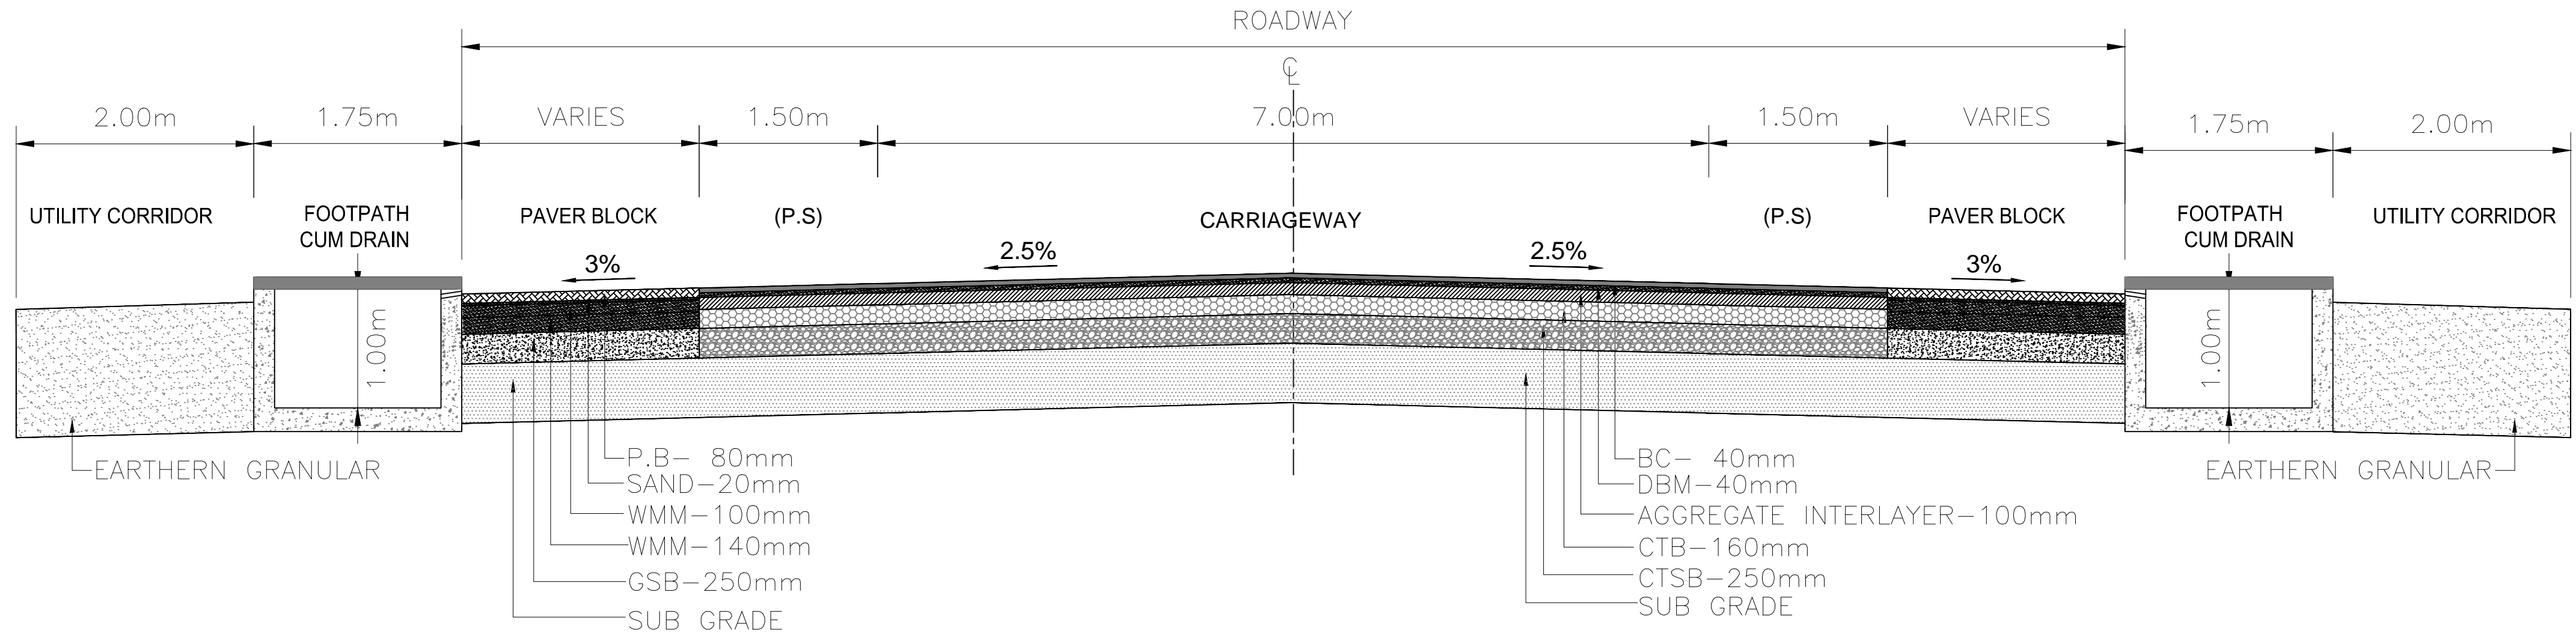 ROADWAY
℄
2.00m 1.75m VARIES 1.50m 7.00m 1.50m VARIES 1.75m 2.00m
UTILITY CORRIDOR
FOOTPATH
CUM DRAIN
PAVER BLOCK
(P.S)
CARRIAGEWAY
(P.S)
PAVER BLOCK
FOOTPATH
CUM DRAIN
UTILITY CORRIDOR
3%
2.5%
2.5%
3%
1.00m
1.00m
EARTHERN GRANULAR
P.B- 80mm
SAND-20mm
WMM-100mm
WMM-140mm
GSB-250mm
SUB GRADE
BC- 40mm
DBM-40mm
AGGREGATE INTERLAYER-100mm
CTB-160mm
CTSB-250mm
SUB GRADE
EARTHERN GRANULAR